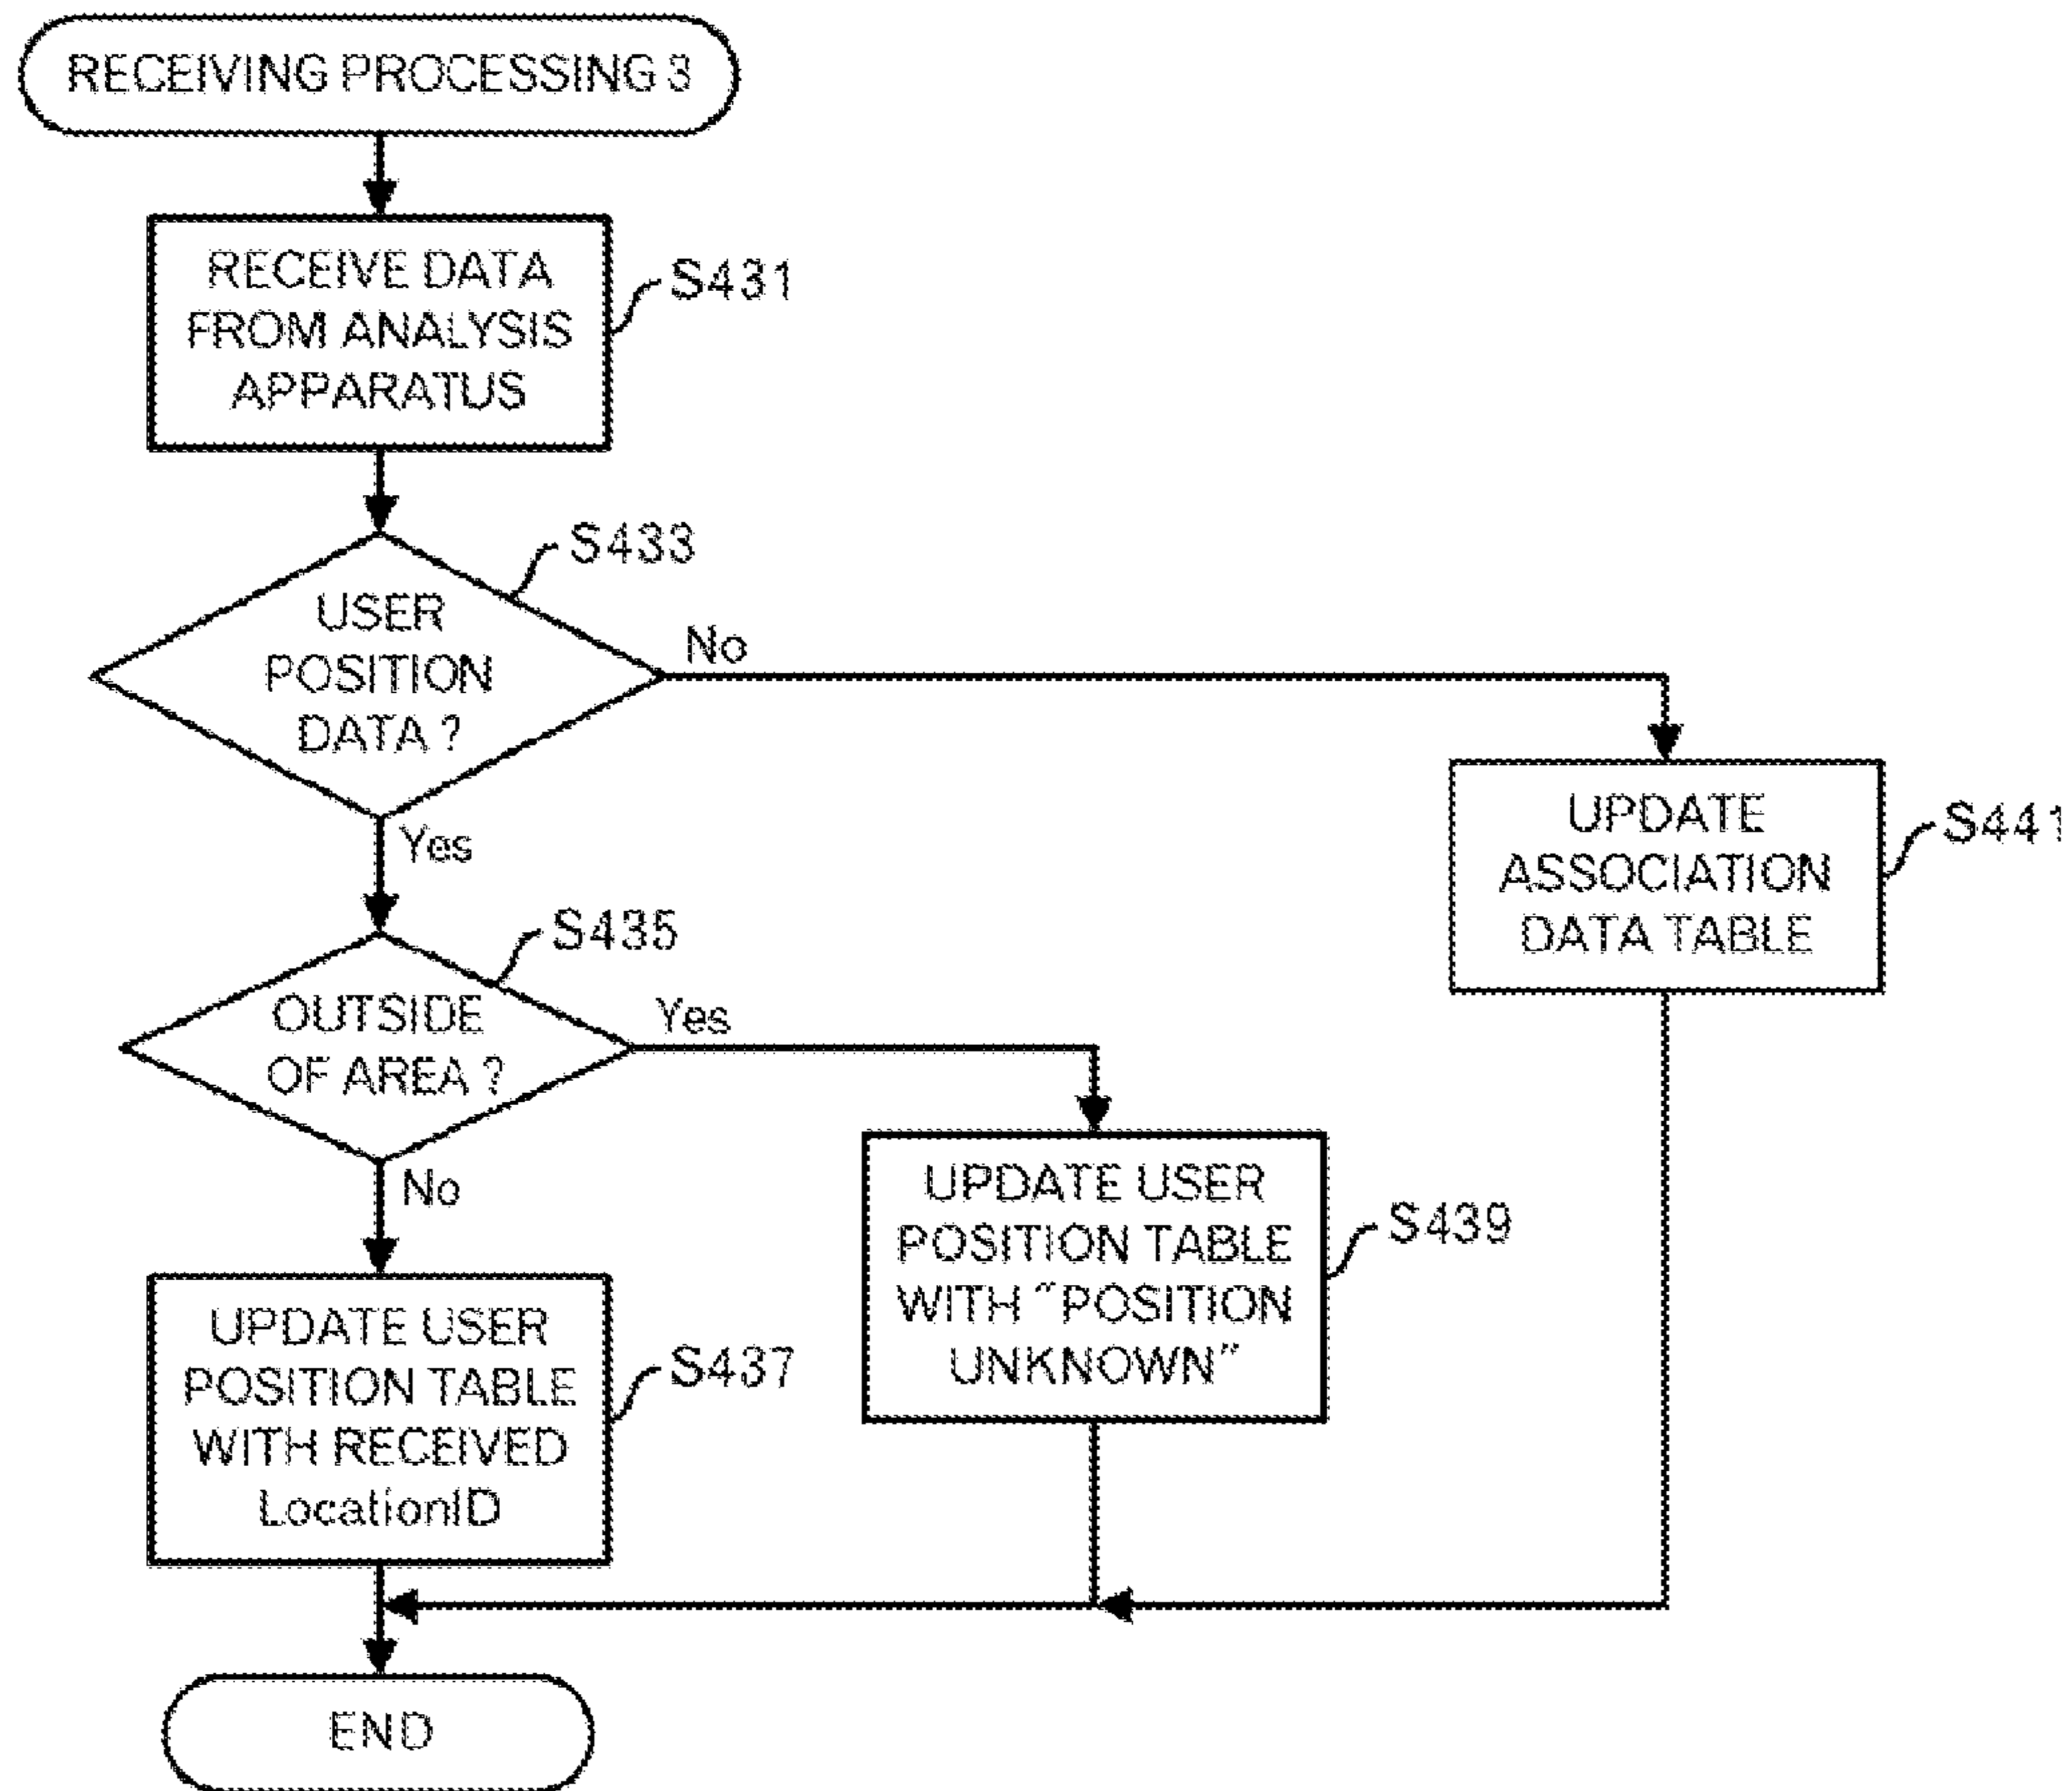 RECEIVING PROCESSING 3
RECEIVE DATA
FROM ANALYSIS
APPARATUS
S431
USER
POSITION
DATA ?
S433
No
Yes
UPDATE
ASSOCIATION
DATA TABLE
S441
OUTSIDE
OF AREA ?
S435
Yes
No
UPDATE USER
POSITION TABLE
WITH "POSITION
UNKNOWN"
S439
UPDATE USER
POSITION TABLE
WITH RECEIVED
LocationID
S437
END